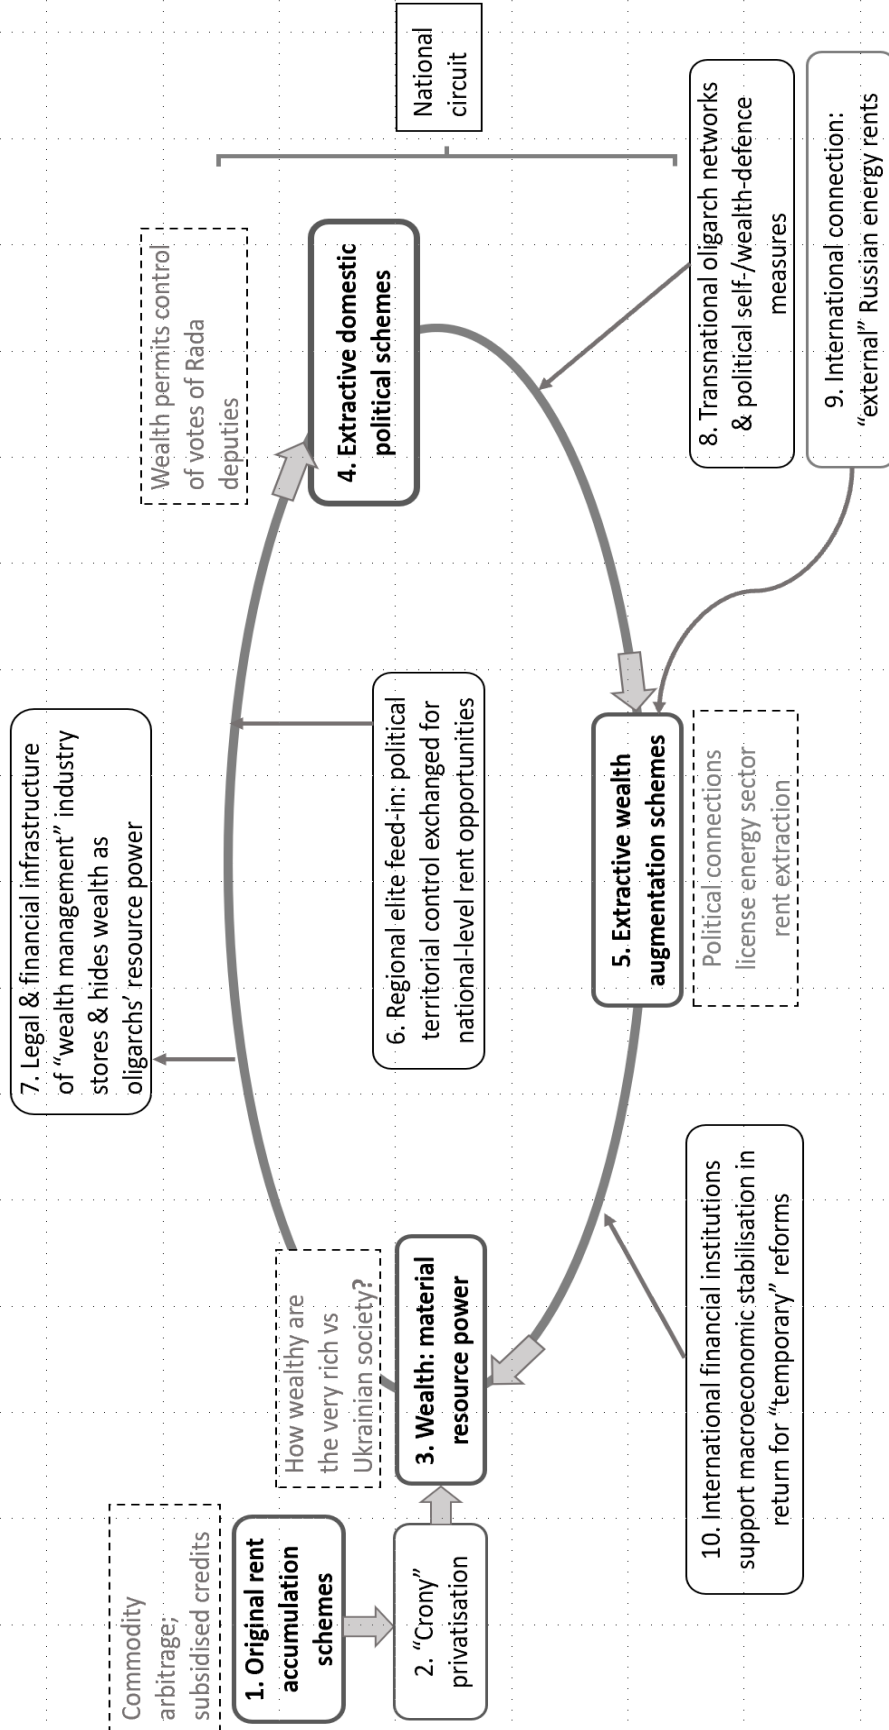 Commodity
arbitrage;
subsidised credits
1. Original rent
accumulation
schemes
2. “Crony”
privatisation
How wealthy are
the very rich vs
Ukrainian society?
3. Wealth: material
resource power
7. Legal & financial infrastructure
of “wealth management” industry
stores & hides wealth as
oligarchs’ resource power
6. Regional elite feed-in: political
territorial control exchanged for
national-level rent opportunities
Wealth permits control
of votes of Rada
deputies
4. Extractive domestic
political schemes
National
circuit
5. Extractive wealth
augmentation schemes
Political connections
license energy sector
rent extraction
8. Transnational oligarch networks
& political self-/wealth-defence
measures
9. International connection:
“external” Russian energy rents
10. International financial institutions
support macroeconomic stabilisation in
return for “temporary” reforms